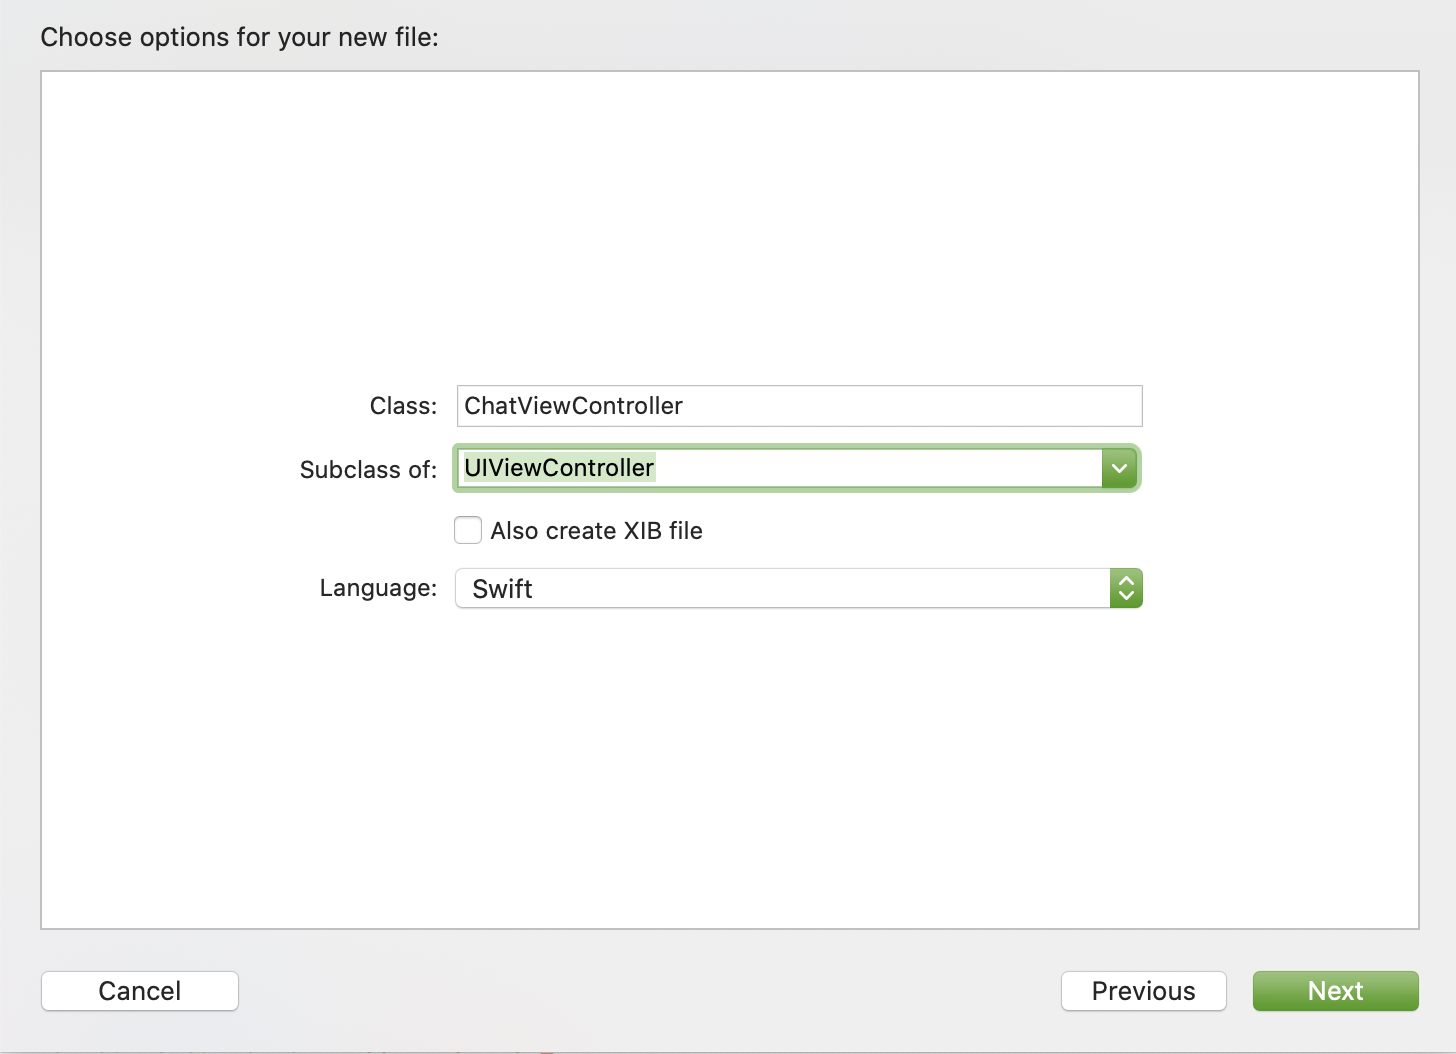 Choose options for your new file:
Class: ChatViewController
Subclass of: UIViewController
Also create XIB file
Language: Swift
Cancel Previous Next